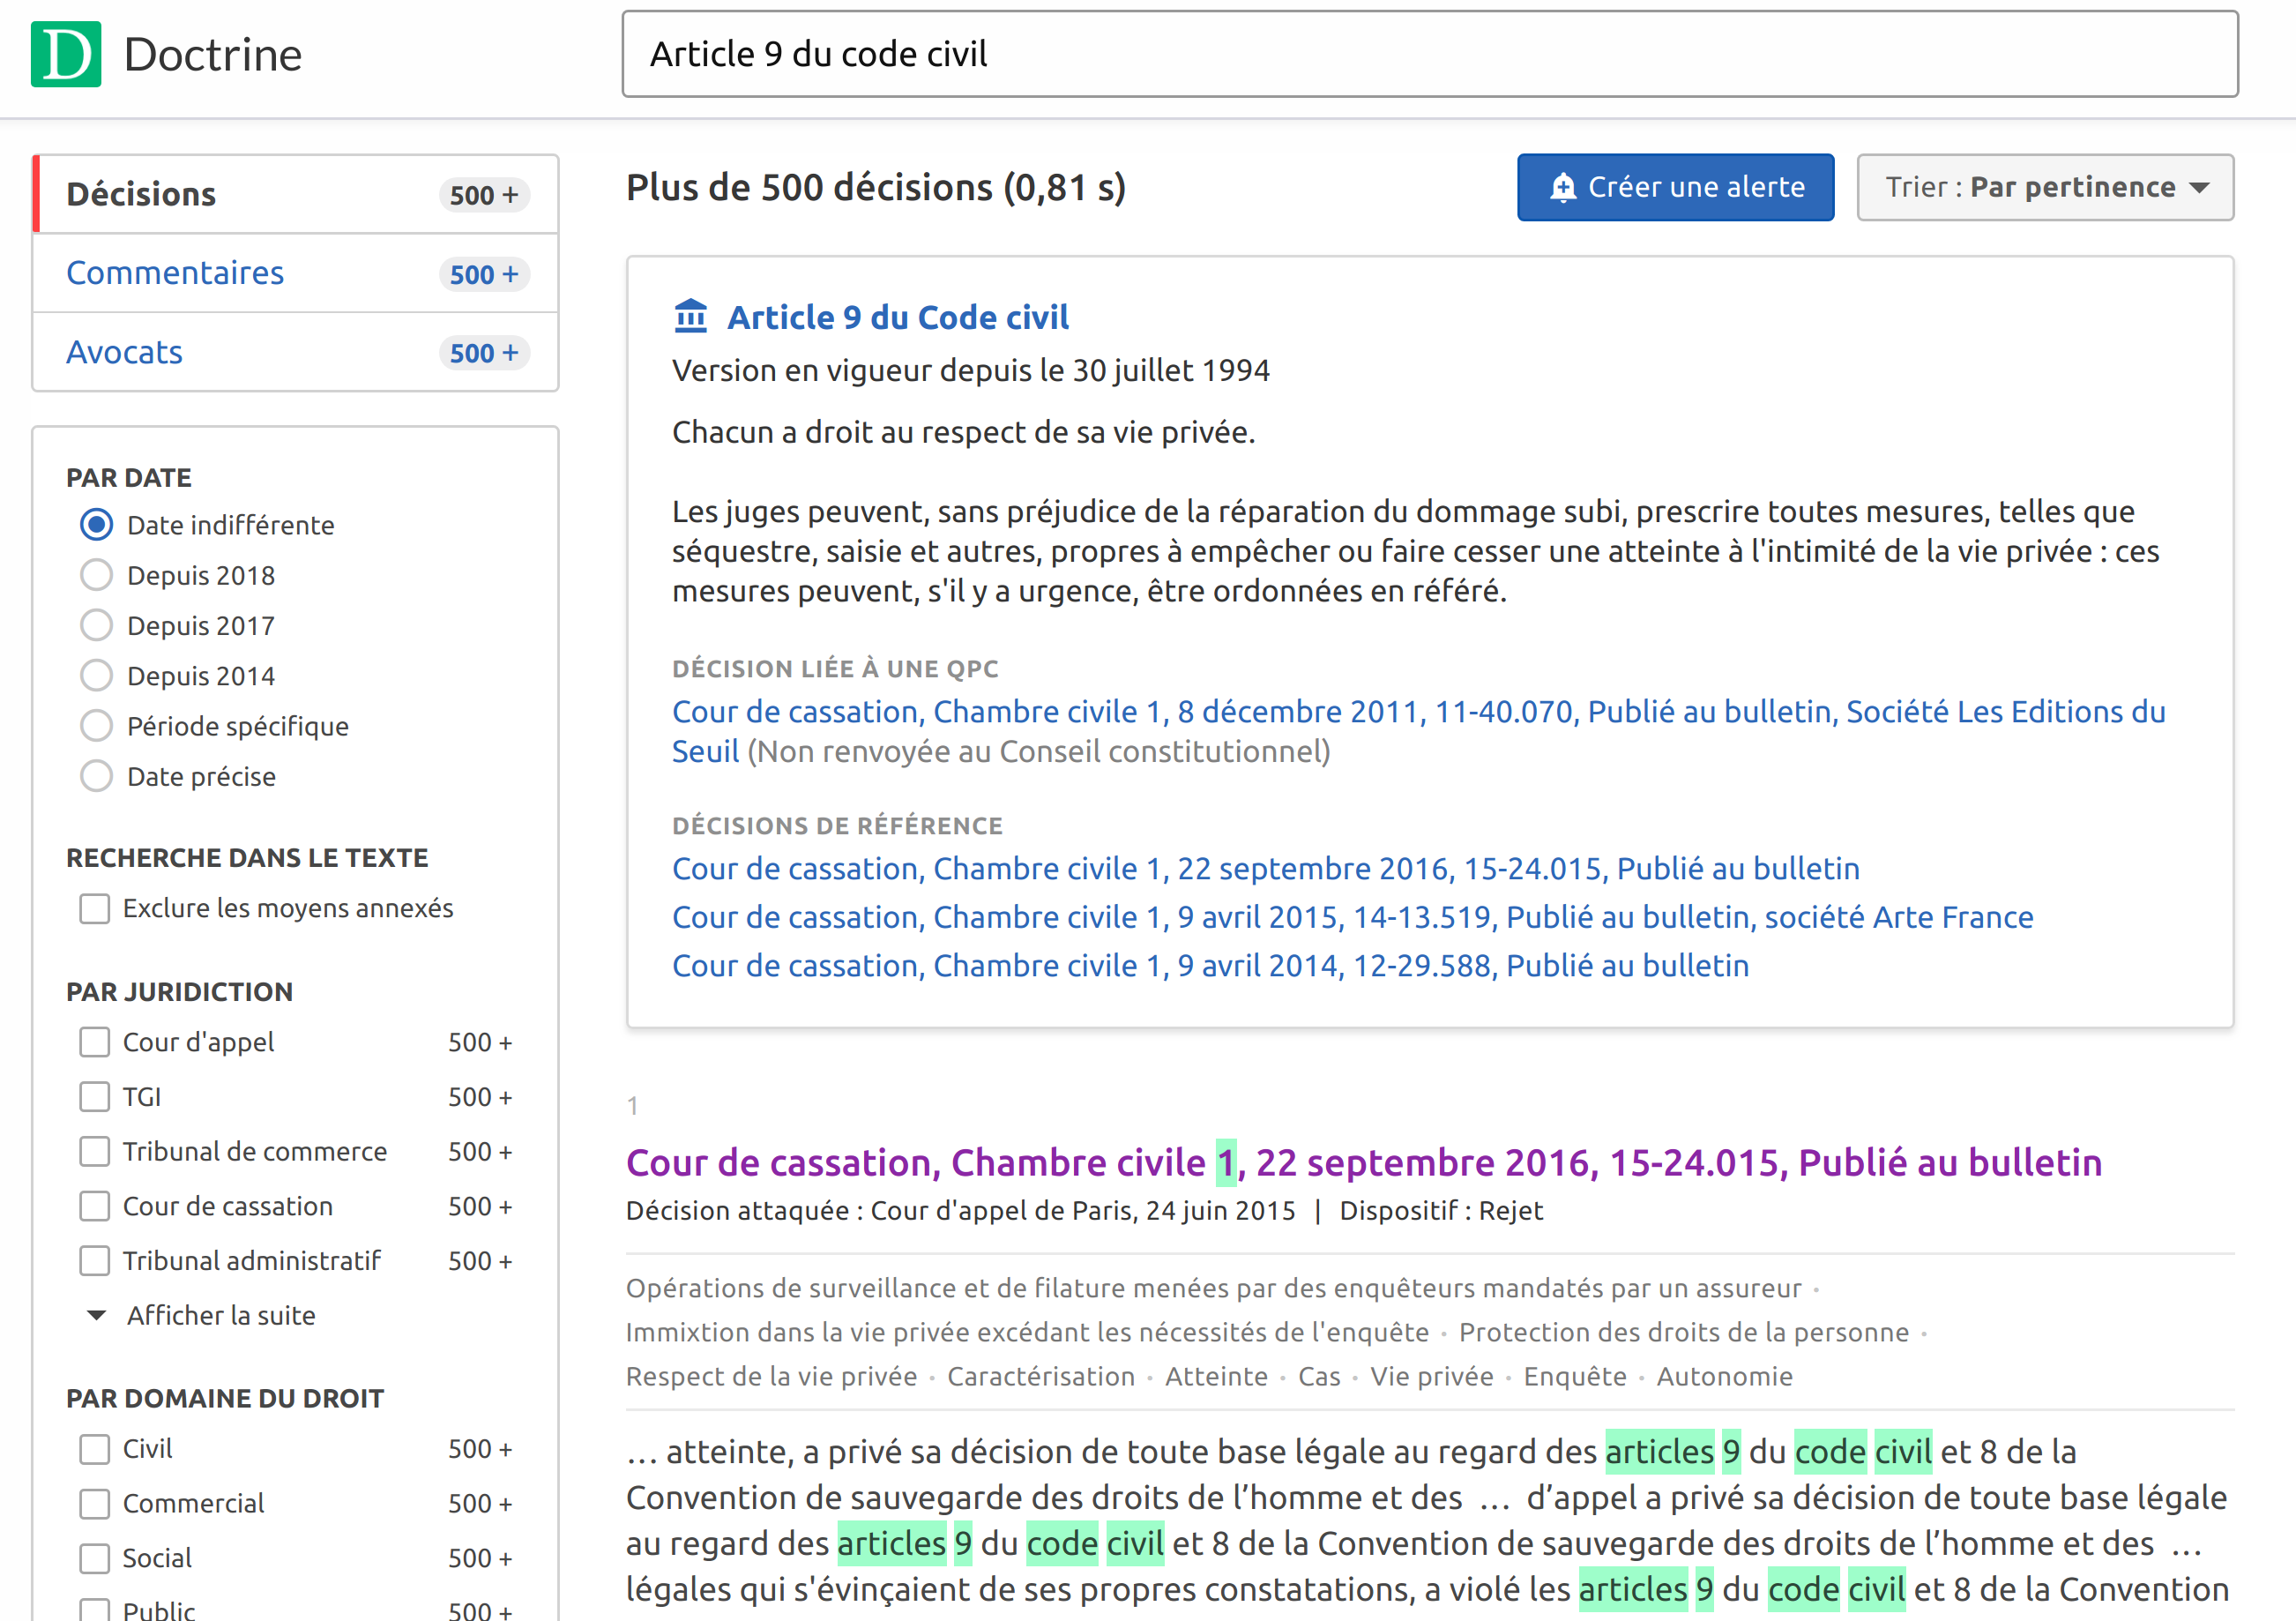 Doctrine
Article 9 du code civil
Décisions 500 +
Commentaires 500 +
Avocats 500 +
PAR DATE
Date indifférente
Depuis 2018
Depuis 2017
Depuis 2014
Période spécifique
Date précise
RECHERCHE DANS LE TEXTE
Exclure les moyens annexés
PAR JURIDICTION
Cour d'appel 500 +
TGI 500 +
Tribunal de commerce 500 +
Cour de cassation 500 +
Tribunal administratif 500 +
Afficher la suite
PAR DOMAINE DU DROIT
Civil 500 +
Commercial 500 +
Social 500 +
Public 500 +
Plus de 500 décisions (0,81 s)
Créer une alerte
Trier : Par pertinence
Article 9 du Code civil
Version en vigueur depuis le 30 juillet 1994
Chacun a droit au respect de sa vie privée.
Les juges peuvent, sans préjudice de la réparation du dommage subi, prescrire toutes mesures, telles que
séquestre, saisie et autres, propres à empêcher ou faire cesser une atteinte à l'intimité de la vie privée : ces
mesures peuvent, s'il y a urgence, être ordonnées en référé.
DÉCISION LIÉE À UNE QPC
Cour de cassation, Chambre civile 1, 8 décembre 2011, 11-40.070, Publié au bulletin, Société Les Editions du
Seuil (Non renvoyée au Conseil constitutionnel)
DÉCISIONS DE RÉFÉRENCE
Cour de cassation, Chambre civile 1, 22 septembre 2016, 15-24.015, Publié au bulletin
Cour de cassation, Chambre civile 1, 9 avril 2015, 14-13.519, Publié au bulletin, société Arte France
Cour de cassation, Chambre civile 1, 9 avril 2014, 12-29.588, Publié au bulletin
1
Cour de cassation, Chambre civile 1, 22 septembre 2016, 15-24.015, Publié au bulletin
Décision attaquée : Cour d'appel de Paris, 24 juin 2015 | Dispositif : Rejet
Opérations de surveillance et de filature menées par des enquêteurs mandatés par un assureur •
Immixtion dans la vie privée excédant les nécessités de l'enquête • Protection des droits de la personne •
Respect de la vie privée • Caractérisation • Atteinte • Cas • Vie privée • Enquête • Autonomie
… atteinte, a privé sa décision de toute base légale au regard des articles 9 du code civil et 8 de la
Convention de sauvegarde des droits de l’homme et des … d’appel a privé sa décision de toute base légale
au regard des articles 9 du code civil et 8 de la Convention de sauvegarde des droits de l’homme et des …
légales qui s'évinçaient de ses propres constatations, a violé les articles 9 du code civil et 8 de la Convention